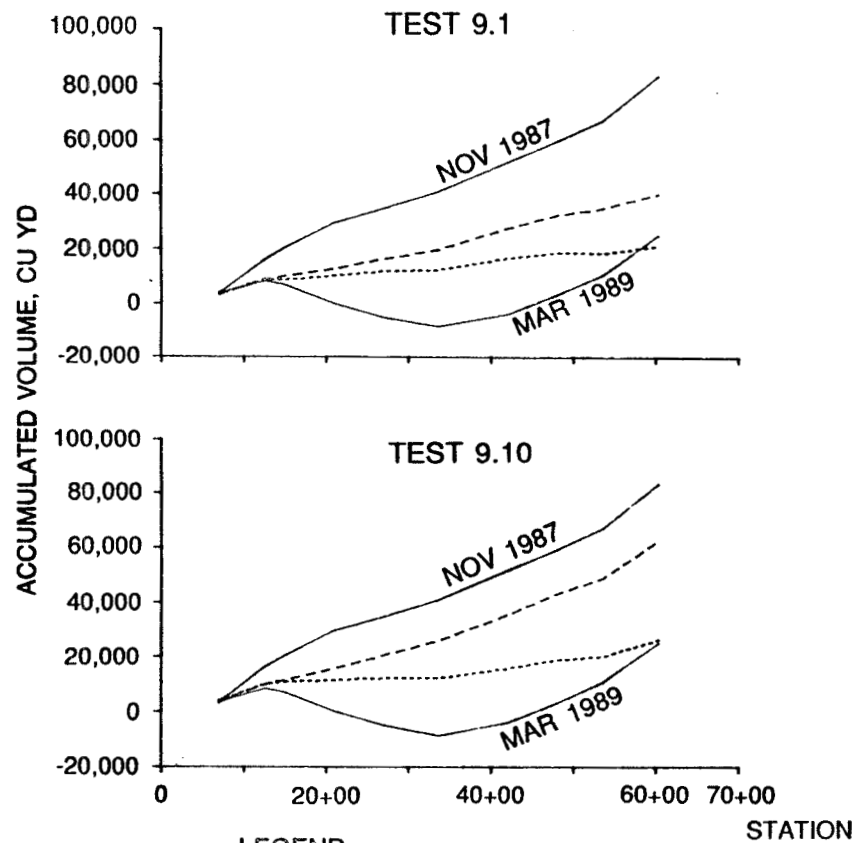 TEST 9.1
100,000
80,000
60,000
40,000
20,000
0
-20,000
NOV 1987
MAR 1989
ACCUMULATED VOLUME, CU YD
TEST 9.10
100,000
80,000
60,000
40,000
20,000
0
-20,000
NOV 1987
MAR 1989
0 20+00 40+00 60+00 70+00
STATION
LEGEND